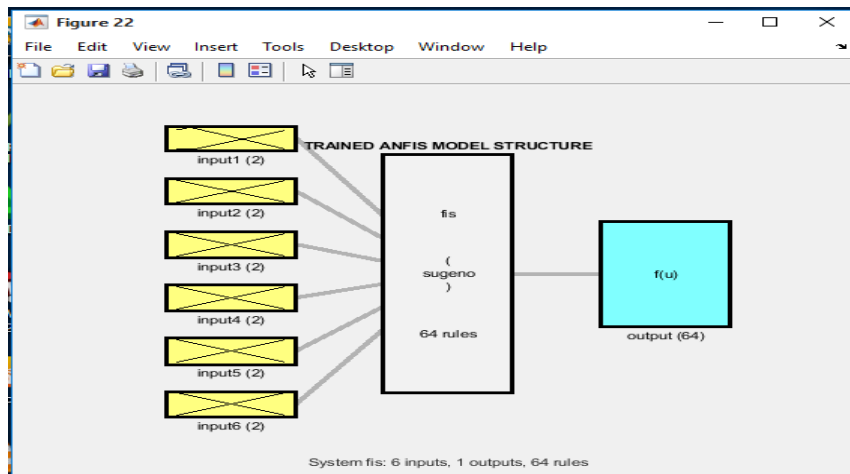 Figure 22
File Edit View Insert Tools Desktop Window Help
TRAINED ANFIS MODEL STRUCTURE
input1 (2)
input2 (2)
input3 (2)
input4 (2)
input5 (2)
input6 (2)
fis
(
sugeno
)
64 rules
f(u)
output (64)
System fis: 6 inputs, 1 outputs, 64 rules